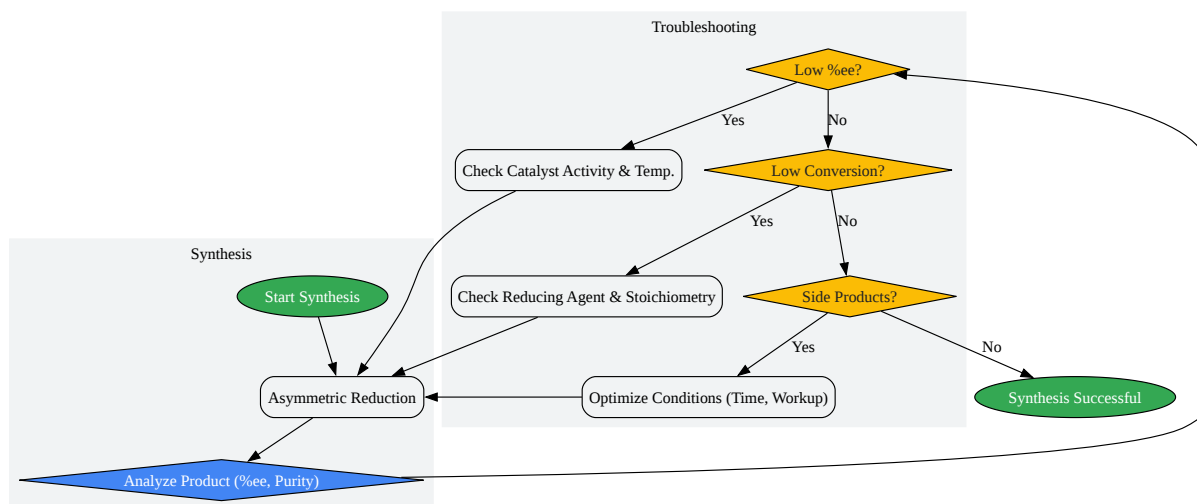 Troubleshooting
Low %ee?
Yes
No
Check Catalyst Activity & Temp.
Low Conversion?
Yes
No
Synthesis
Start Synthesis
Check Reducing Agent & Stoichiometry
Side Products?
Yes
No
Asymmetric Reduction
Optimize Conditions (Time, Workup)
Synthesis Successful
Analyze Product (%ee, Purity)